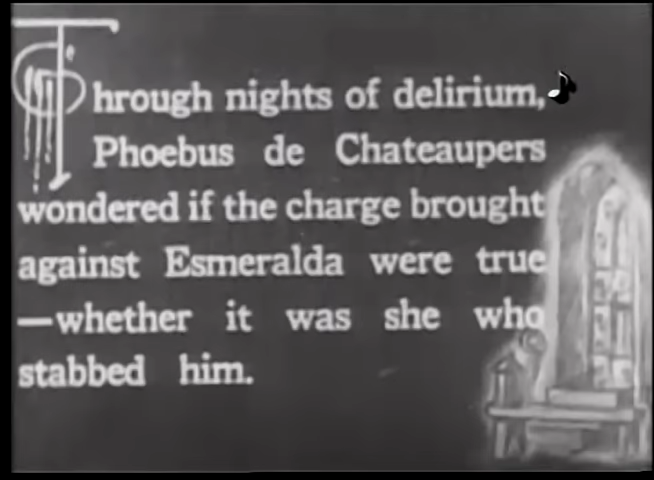 Through nights of delirium,
Phoebus de Chateaupers
wondered if the charge brought
against Esmeralda were true
—whether it was she who
stabbed him.